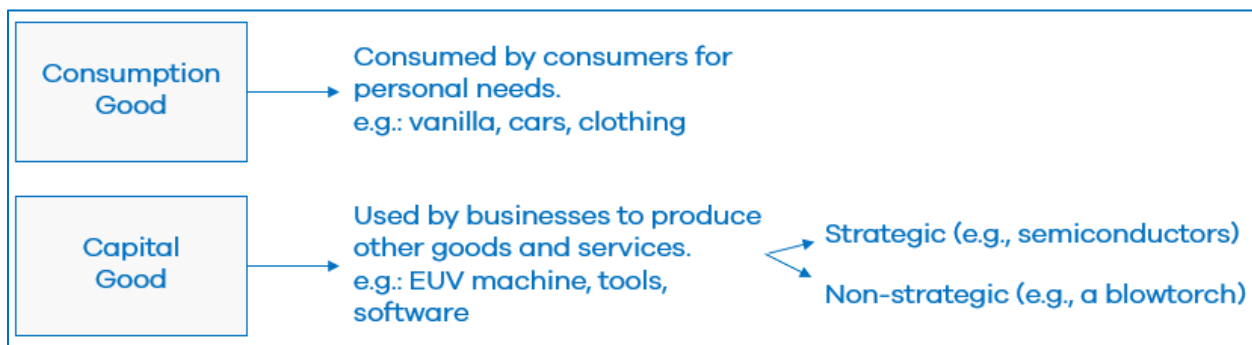 Consumption
Good
Consumed by consumers for
personal needs.
e.g.: vanilla, cars, clothing
Capital
Good
Used by businesses to produce
other goods and services.
e.g.: EUV machine, tools,
software
Strategic (e.g., semiconductors)
Non-strategic (e.g., a blowtorch)